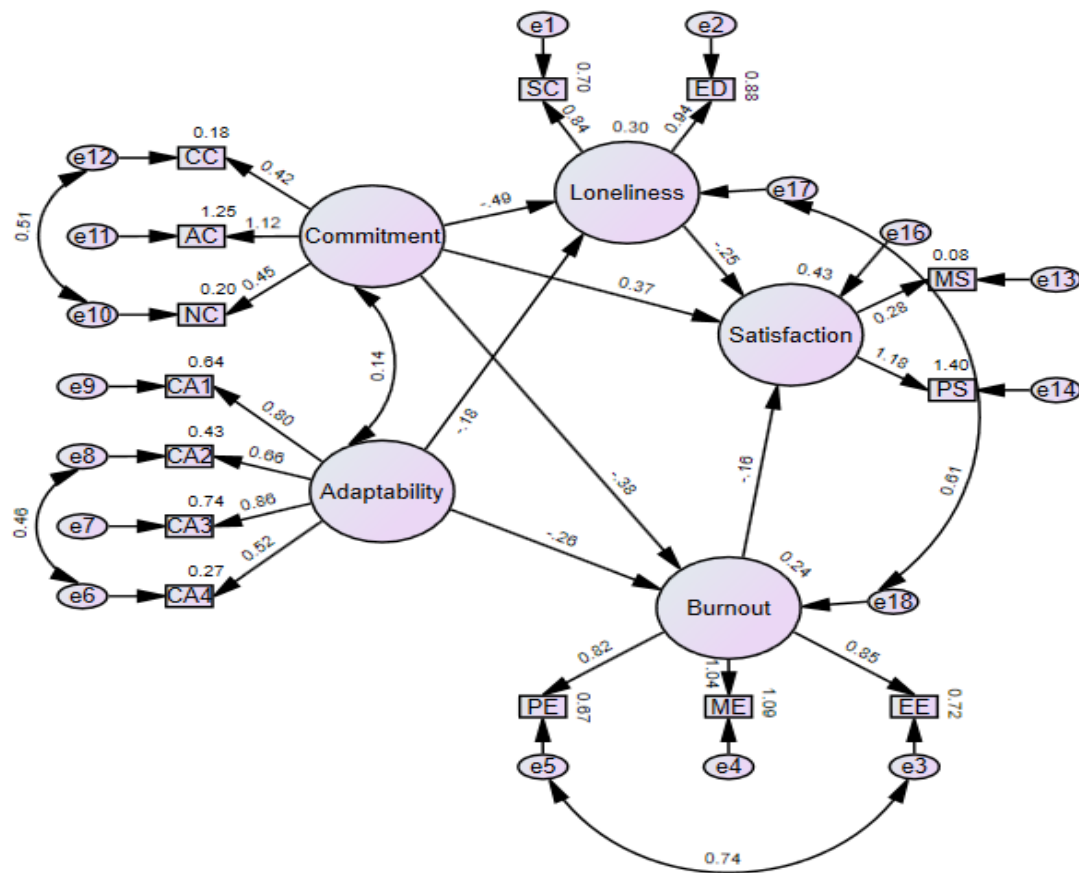 e1
e2
SC
0.70
ED
0.88
0.84
0.30
0.94
Loneliness
e17
e16
e12
0.18
CC
0.42
0.51
e11
1.25
AC
1.12
Commitment
-.49
-.25
e10
0.20
NC
0.45
0.37
0.43
0.08
MS
e13
0.28
Satisfaction
1.18
1.40
PS
e14
0.14
e9
0.64
CA1
0.80
-.18
e8
0.43
CA2
0.66
0.46
e7
0.74
CA3
0.86
Adaptability
-.38
-.16
0.61
e6
0.27
CA4
0.52
-.26
0.24
Burnout
e18
0.82
1.04
0.85
PE
0.67
ME
1.09
EE
0.72
e5
e4
e3
0.74